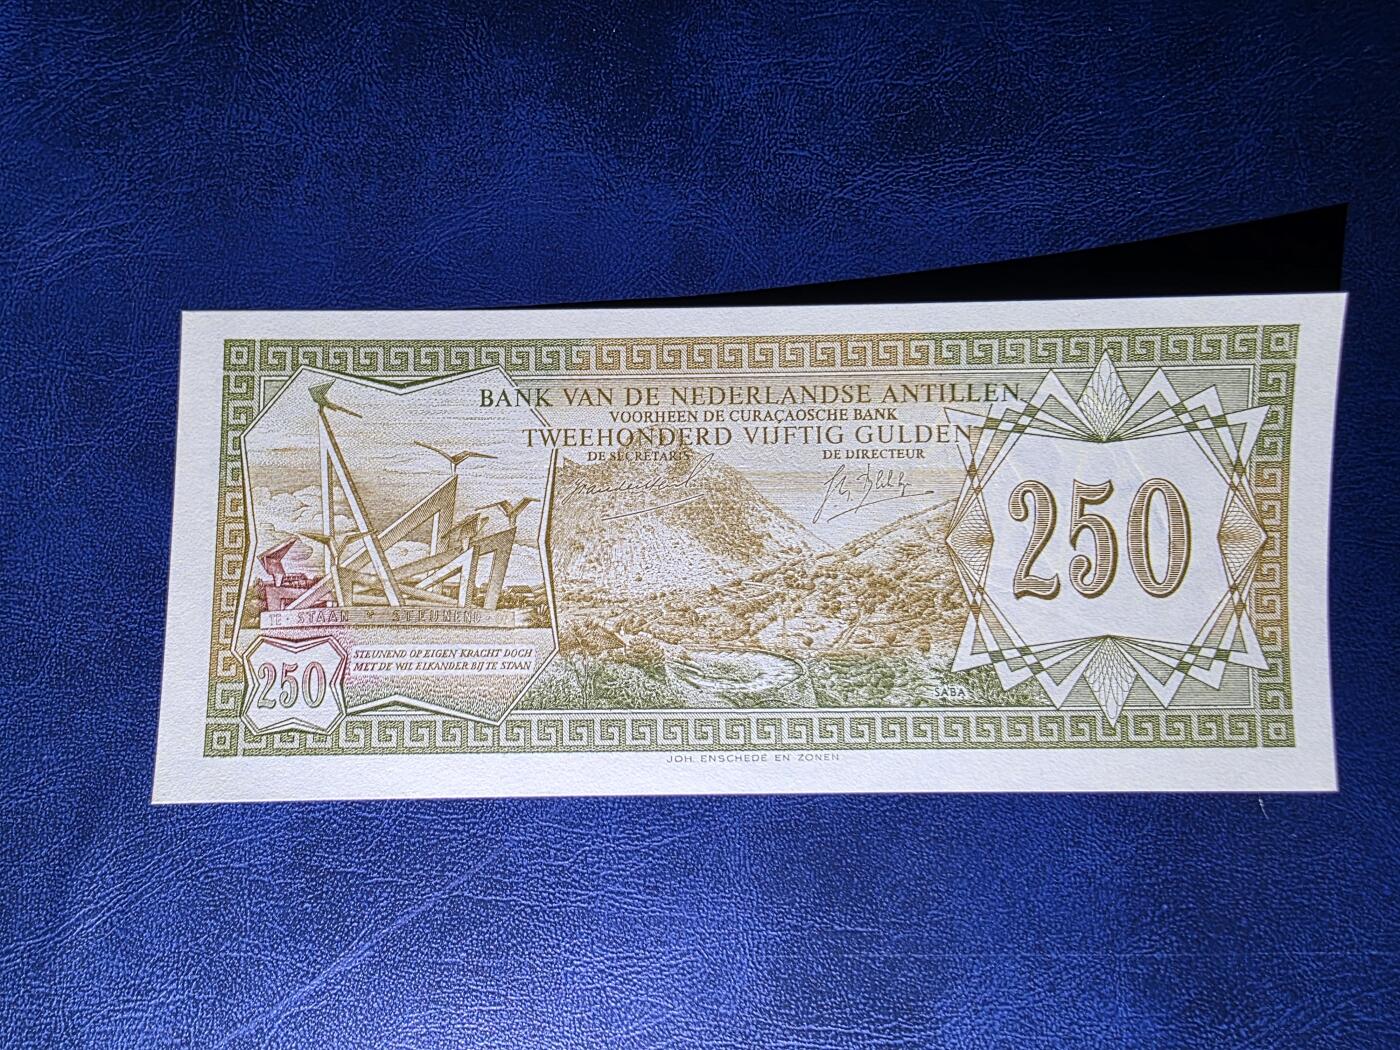 BANK VAN DE NEDERLANDSE ANTILLEN
VOORHEEN DE CURAÇAOSCHE BANK
TWEEHONDERD VIJFTIG GULDEN
DE SECRETARIS
DE DIRECTEUR
250
TE · STAAN * STEUNEND
STEUNEND OP EIGEN KRACHT DOCH
MET DE WIL ELKANDER BIJ TE STAAN
250
SABA
JOH. ENSCHEDÉ EN ZONEN